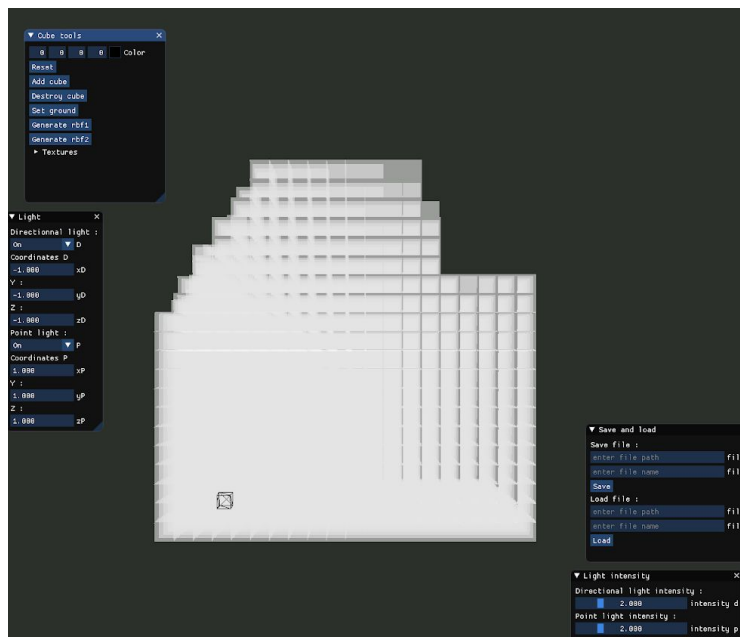 Cube tools
0 0 0 0 Color
Reset
Add cube
Destroy cube
Set ground
Generate rbf1
Generate rbf2
Textures
Light
Directionnal light :
On D
Coordinates D
-1.000 xD
Y :
-1.000 yD
Z :
-1.000 zD
Point light :
On P
Coordinates P
1.000 xP
Y :
1.000 yP
Z :
1.000 zP
Save and load
Save file :
enter file path fil
enter file name fil
Save
Load file :
enter file path fil
enter file name fil
Load
Light intensity
Directional light intensity :
2.000 intensity d
Point light intensity :
2.000 intensity p